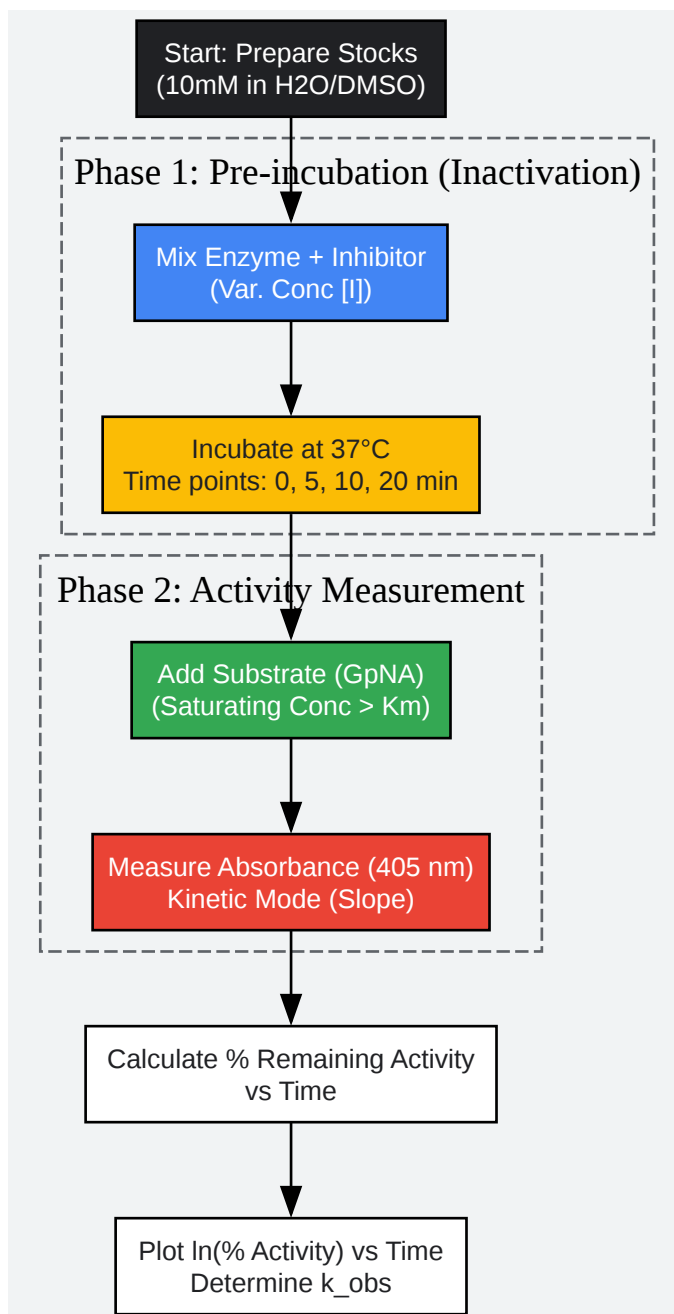 Start: Prepare Stocks
(10mM in H2O/DMSO)
Phase 1: Pre-incubation (Inactivation)
Mix Enzyme + Inhibitor
(Var. Conc [I])
Incubate at 37°C
Time points: 0, 5, 10, 20 min
Phase 2: Activity Measurement
Add Substrate (GpNA)
(Saturating Conc > Km)
Measure Absorbance (405 nm)
Kinetic Mode (Slope)
Calculate % Remaining Activity
vs Time
Plot ln(% Activity) vs Time
Determine k_obs